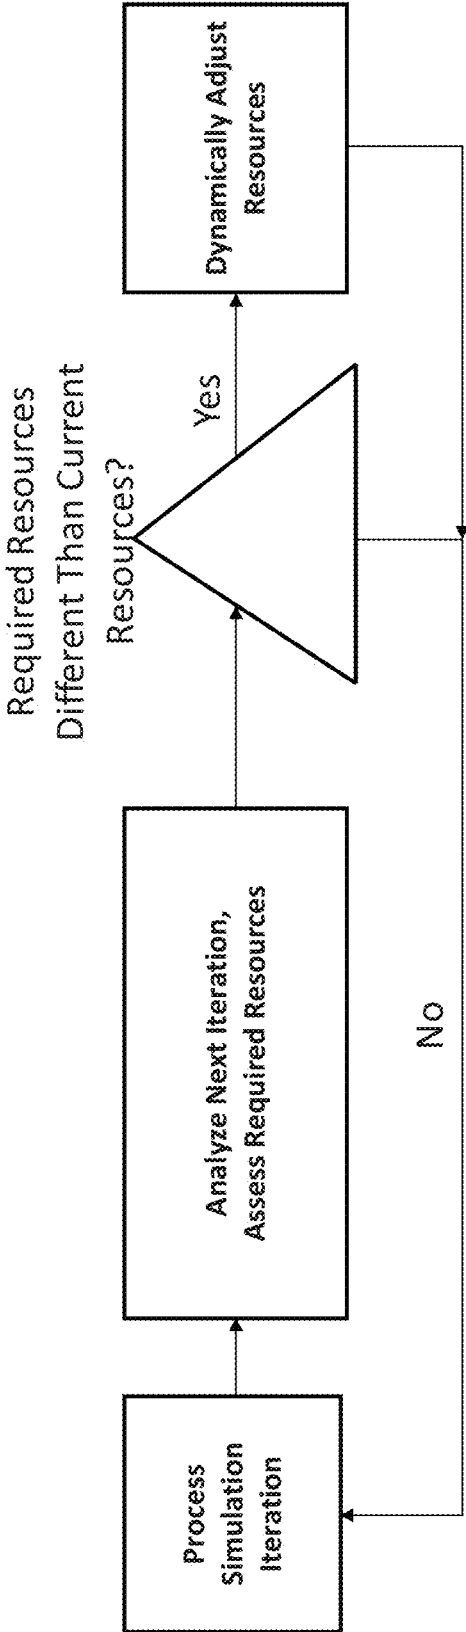 Process
Simulation
Iteration
Analyze Next Iteration,
Assess Required Resources
Required Resources
Different Than Current
Resources?
Yes
Dynamically Adjust
Resources
No